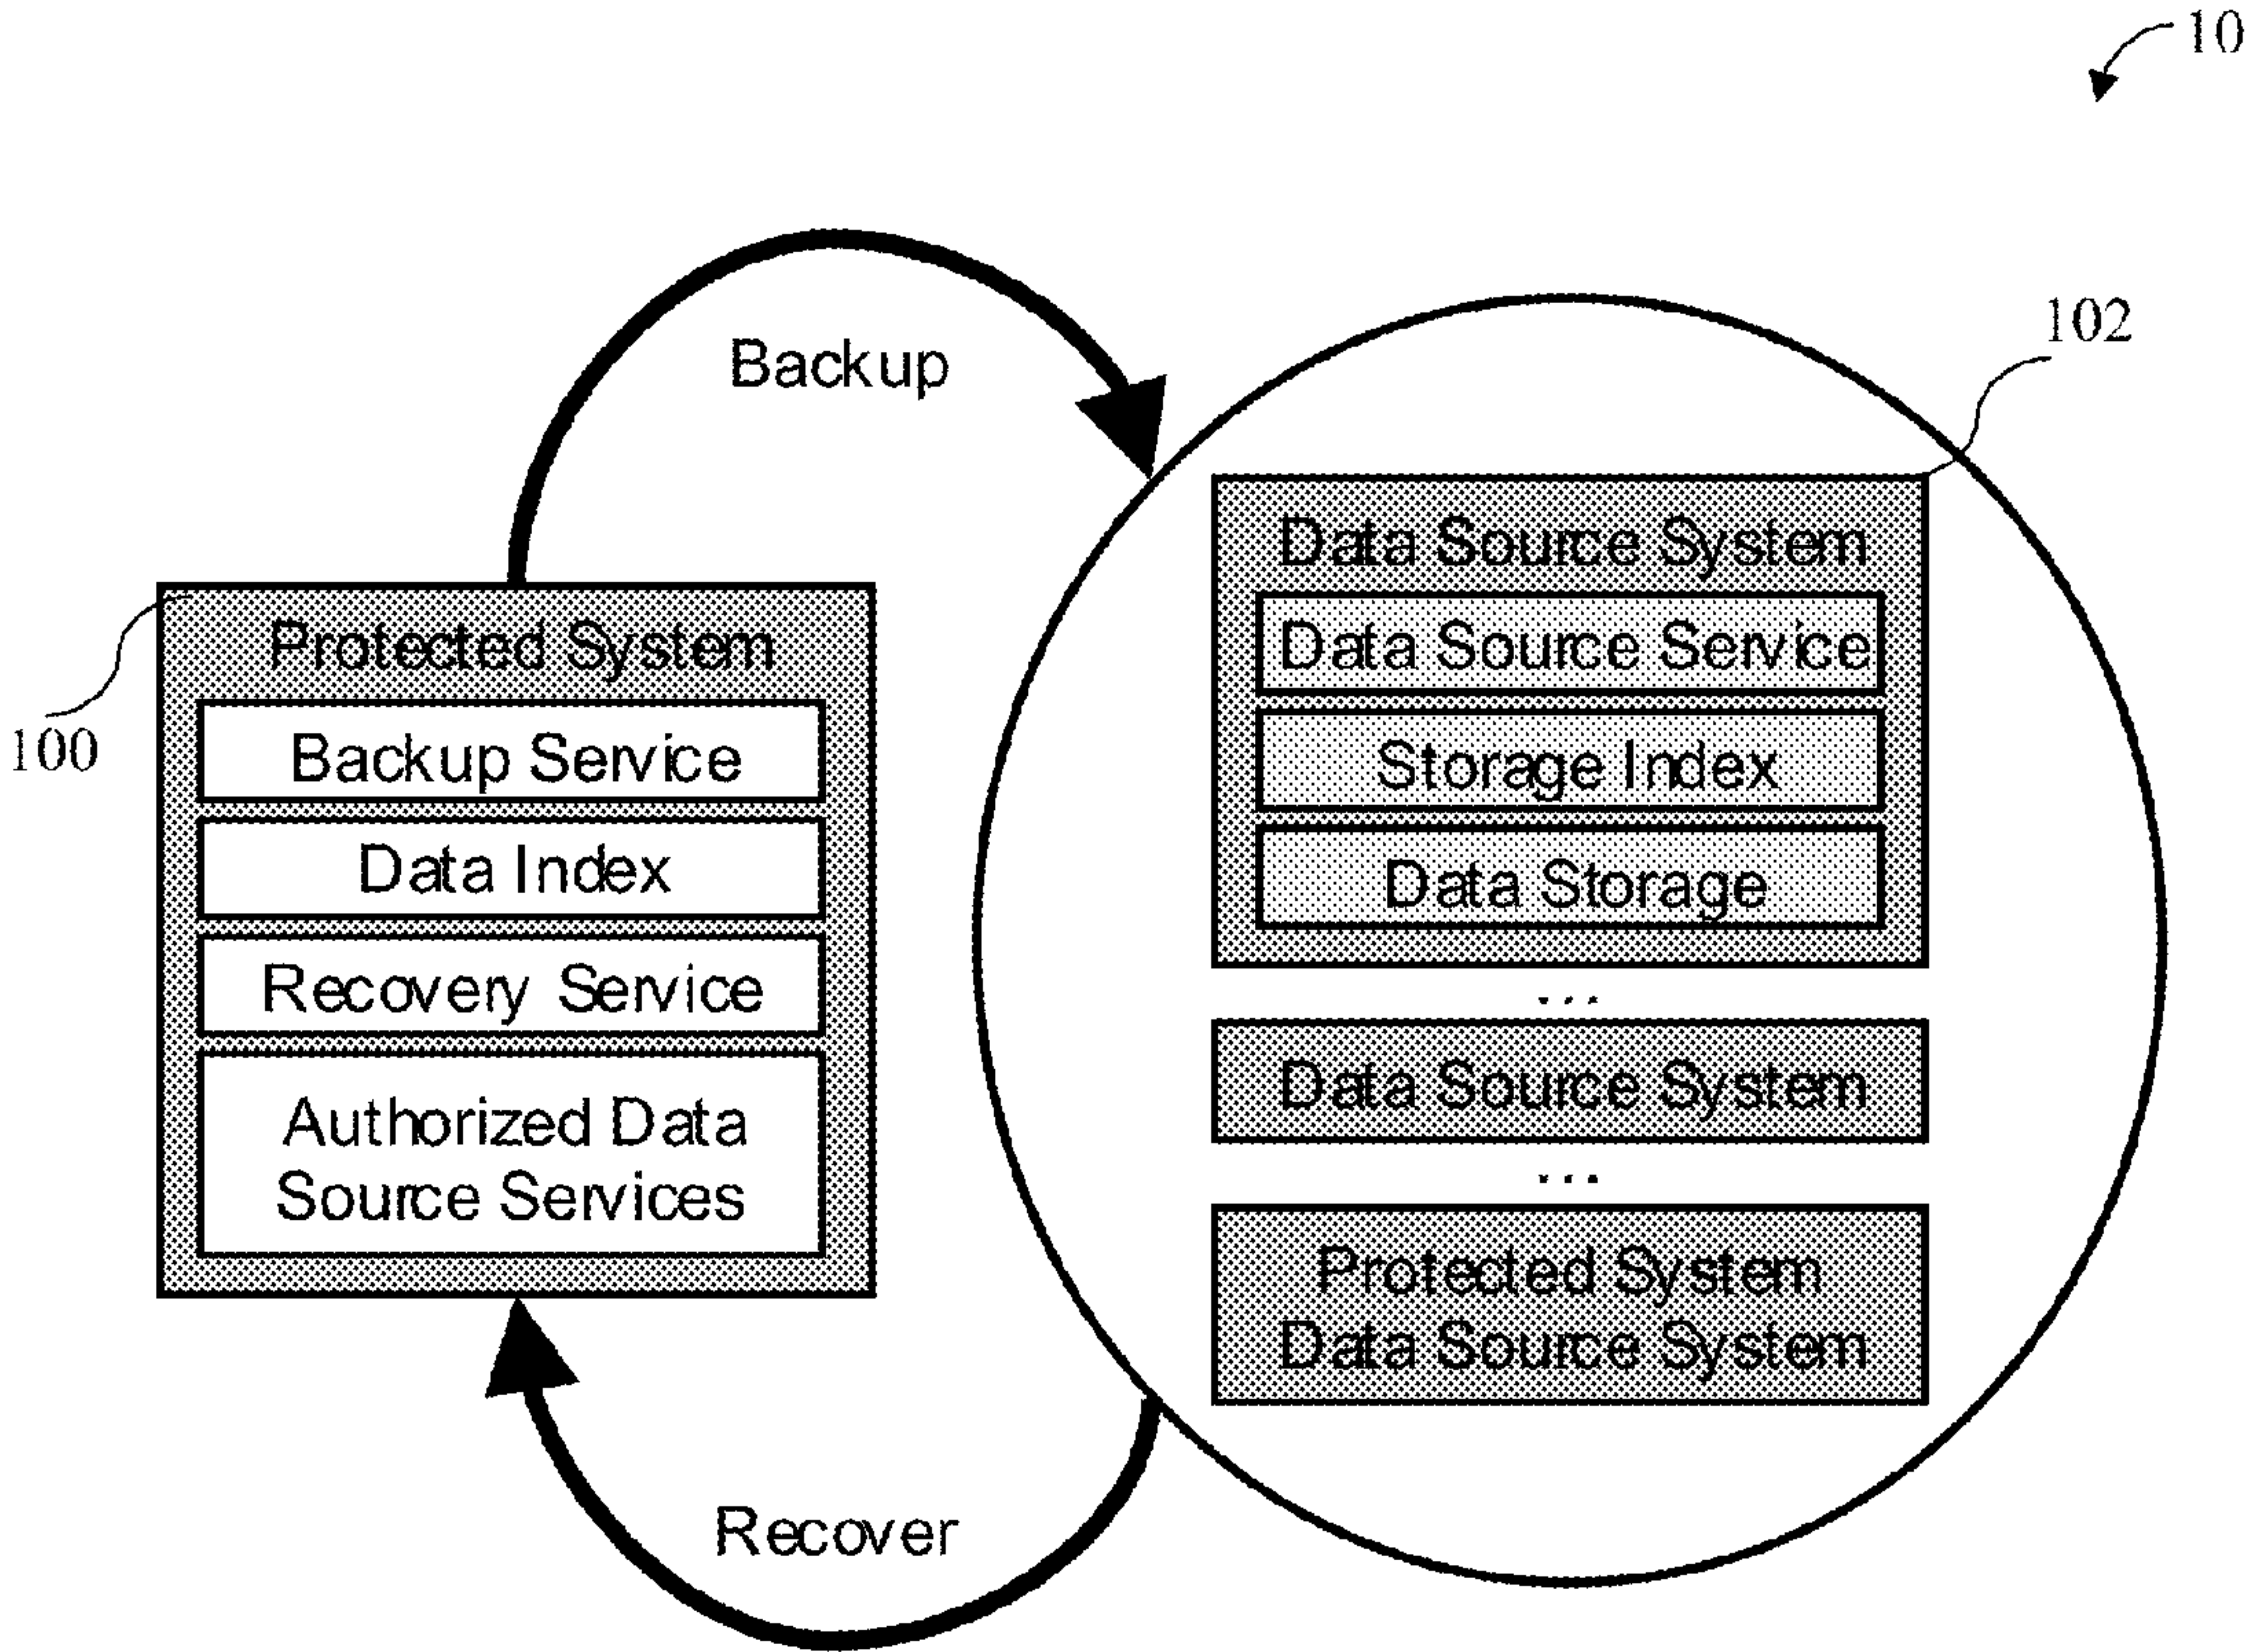 10
Backup
102
Protected System
100
Backup Service
Data Index
Recovery Service
Authorized Data
Source Services
Data Source System
Data Source Service
Storage Index
Data Storage
...
Data Source System
...
Protected System
Data Source System
Recover